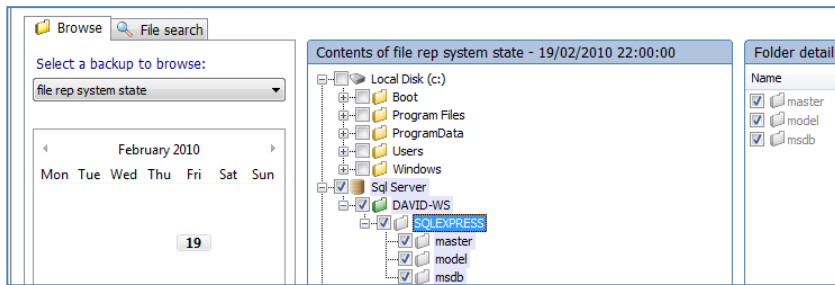 Browse
File search
Select a backup to browse:
file rep system state
February 2010
Mon Tue Wed Thu Fri Sat Sun
19
Contents of file rep system state - 19/02/2010 22:00:00
Local Disk (c:)
Boot
Program Files
ProgramData
Users
Windows
Sql Server
DAVID-WS
SQLEXPRESS
master
model
msdb
Folder detail
Name
master
model
msdb